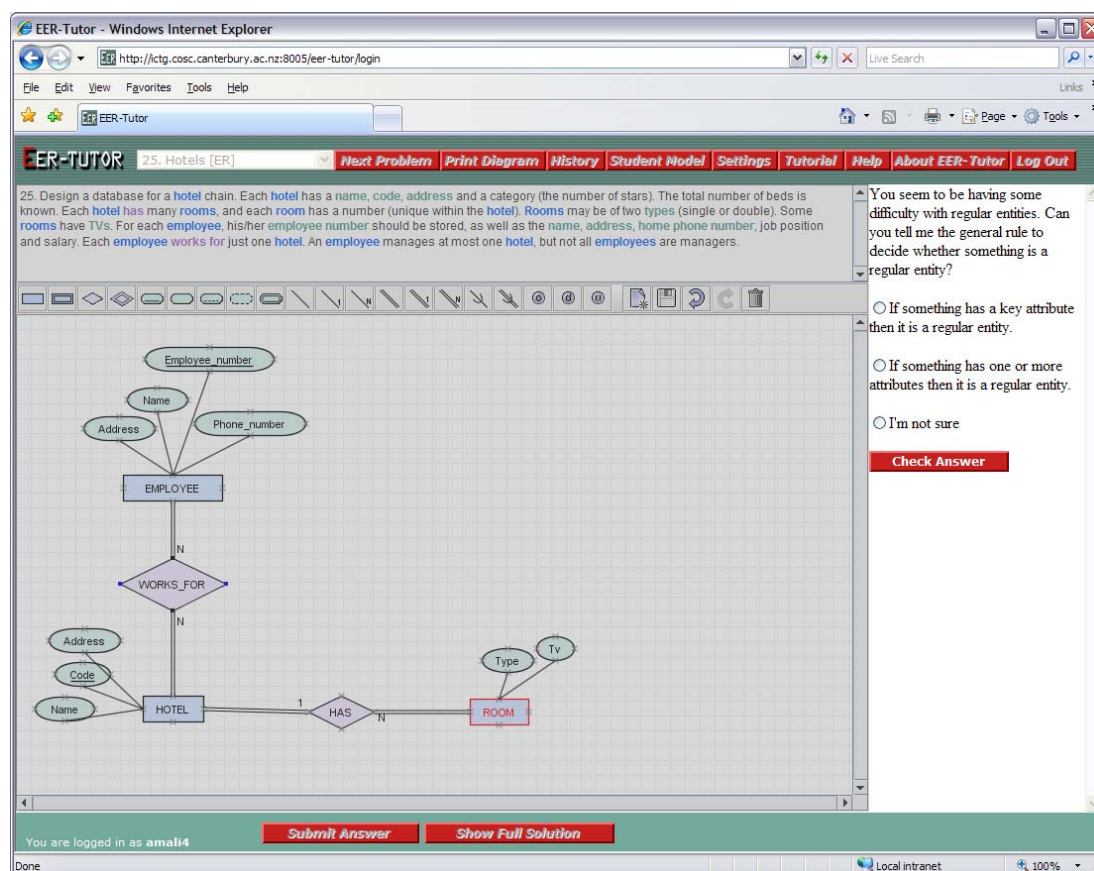 EER-Tutor - Windows Internet Explorer
http://ictg.cosc.canterbury.ac.nz:8005/eer-tutor/login
Live Search
File Edit View Favorites Tools Help
Links
EER-Tutor
Page Tools
EER-TUTOR 25. Hotels [ER] Next Problem Print Diagram History Student Model Settings Tutorial Help About EER-Tutor Log Out
25. Design a database for a hotel chain. Each hotel has a name, code, address and a category (the number of stars). The total number of beds is
known. Each hotel has many rooms, and each room has a number (unique within the hotel). Rooms may be of two types (single or double). Some
rooms have TVs. For each employee, his/her employee number should be stored, as well as the name, address, home phone number, job position
and salary. Each employee works for just one hotel. An employee manages at most one hotel, but not all employees are managers.
You seem to be having some
difficulty with regular entities. Can
you tell me the general rule to
decide whether something is a
regular entity?
If something has a key attribute
then it is a regular entity.
If something has one or more
attributes then it is a regular entity.
I'm not sure
Check Answer
1 N 1 N o d u
Employee_number
Name
Address
Phone_number
EMPLOYEE
N
WORKS_FOR
N
Address
Code
Name
HOTEL
1
HAS
N
Type
Tv
ROOM
You are logged in as amali4
Submit Answer Show Full Solution
Done
Local intranet
100%